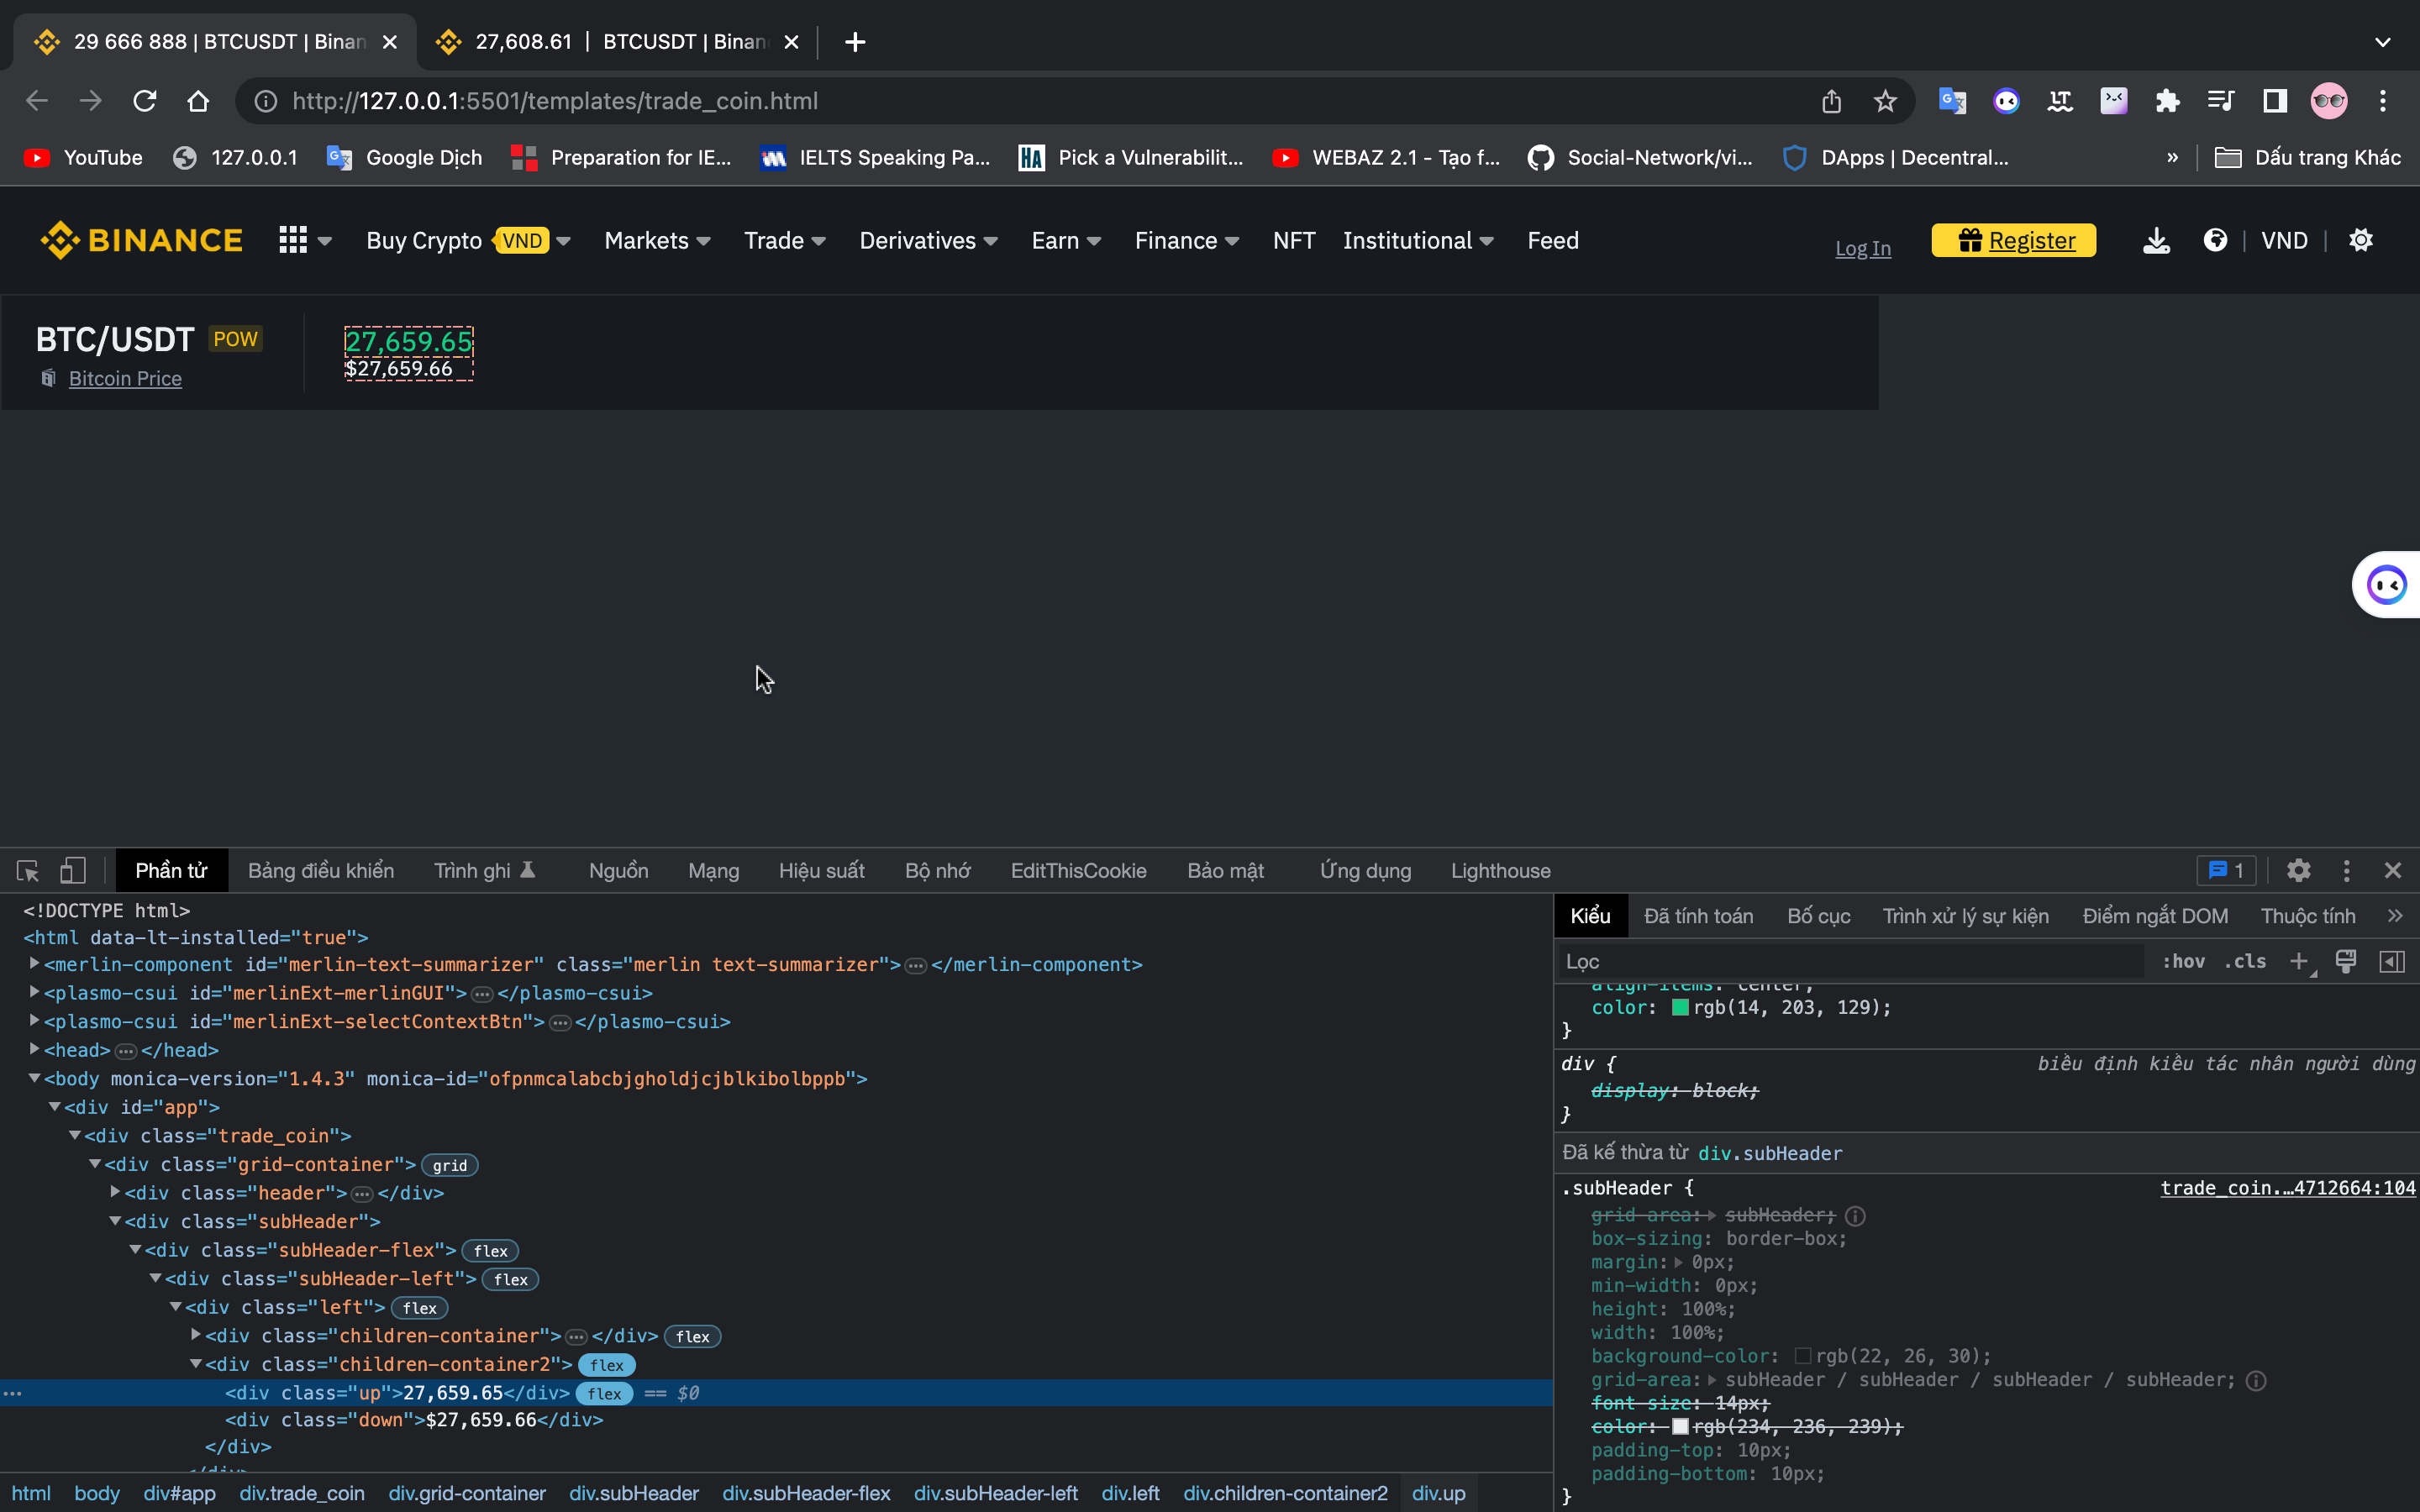 29 666 888 | BTCUSDT | Binan
27,608.61 | BTCUSDT | Binan
http://127.0.0.1:5501/templates/trade_coin.html
YouTube
127.0.0.1
Google Dịch
Preparation for IE...
IELTS Speaking Pa...
HA Pick a Vulnerabilit...
WEBAZ 2.1 - Tạo f...
Social-Network/vi...
DApps | Decentral...
»
Dấu trang Khác
BINANCE
Buy Crypto VND
Markets
Trade
Derivatives
Earn
Finance
NFT
Institutional
Feed
Log In
Register
VND
BTC/USDT POW
27,659.65
$27,659.66
Bitcoin Price
Phần tử
Bảng điều khiển
Trình ghi
Nguồn
Mạng
Hiệu suất
Bộ nhớ
EditThisCookie
Bảo mật
Ứng dụng
Lighthouse
1
<!DOCTYPE html>
<html data-lt-installed="true">
<merlin-component id="merlin-text-summarizer" class="merlin text-summarizer">…</merlin-component>
<plasmo-csui id="merlinExt-merlinGUI">…</plasmo-csui>
<plasmo-csui id="merlinExt-selectContextBtn">…</plasmo-csui>
<head>…</head>
<body monica-version="1.4.3" monica-id="ofpnmcalabcbjgholdjcjblkibolbppb">
<div id="app">
<div class="trade_coin">
<div class="grid-container"> grid
<div class="header">…</div>
<div class="subHeader">
<div class="subHeader-flex"> flex
<div class="subHeader-left"> flex
<div class="left"> flex
<div class="children-container">…</div> flex
<div class="children-container2"> flex
… <div class="up">27,659.65</div> flex == $0
<div class="down">$27,659.66</div>
</div>
</div>
html body div#app div.trade_coin div.grid-container div.subHeader div.subHeader-flex div.subHeader-left div.left div.children-container2 div.up
Kiểu
Đã tính toán
Bố cục
Trình xử lý sự kiện
Điểm ngắt DOM
Thuộc tính
»
Lọc
:hov .cls +
align-items: center;
color: rgb(14, 203, 129);
}
div { biểu định kiểu tác nhân người dùng
display: block;
}
Đã kế thừa từ div.subHeader
.subHeader { trade_coin.…4712664:104
grid-area: subHeader;
box-sizing: border-box;
margin: 0px;
min-width: 0px;
height: 100%;
width: 100%;
background-color: rgb(22, 26, 30);
grid-area: subHeader / subHeader / subHeader / subHeader;
font-size: 14px;
color: rgb(234, 236, 239);
padding-top: 10px;
padding-bottom: 10px;
}